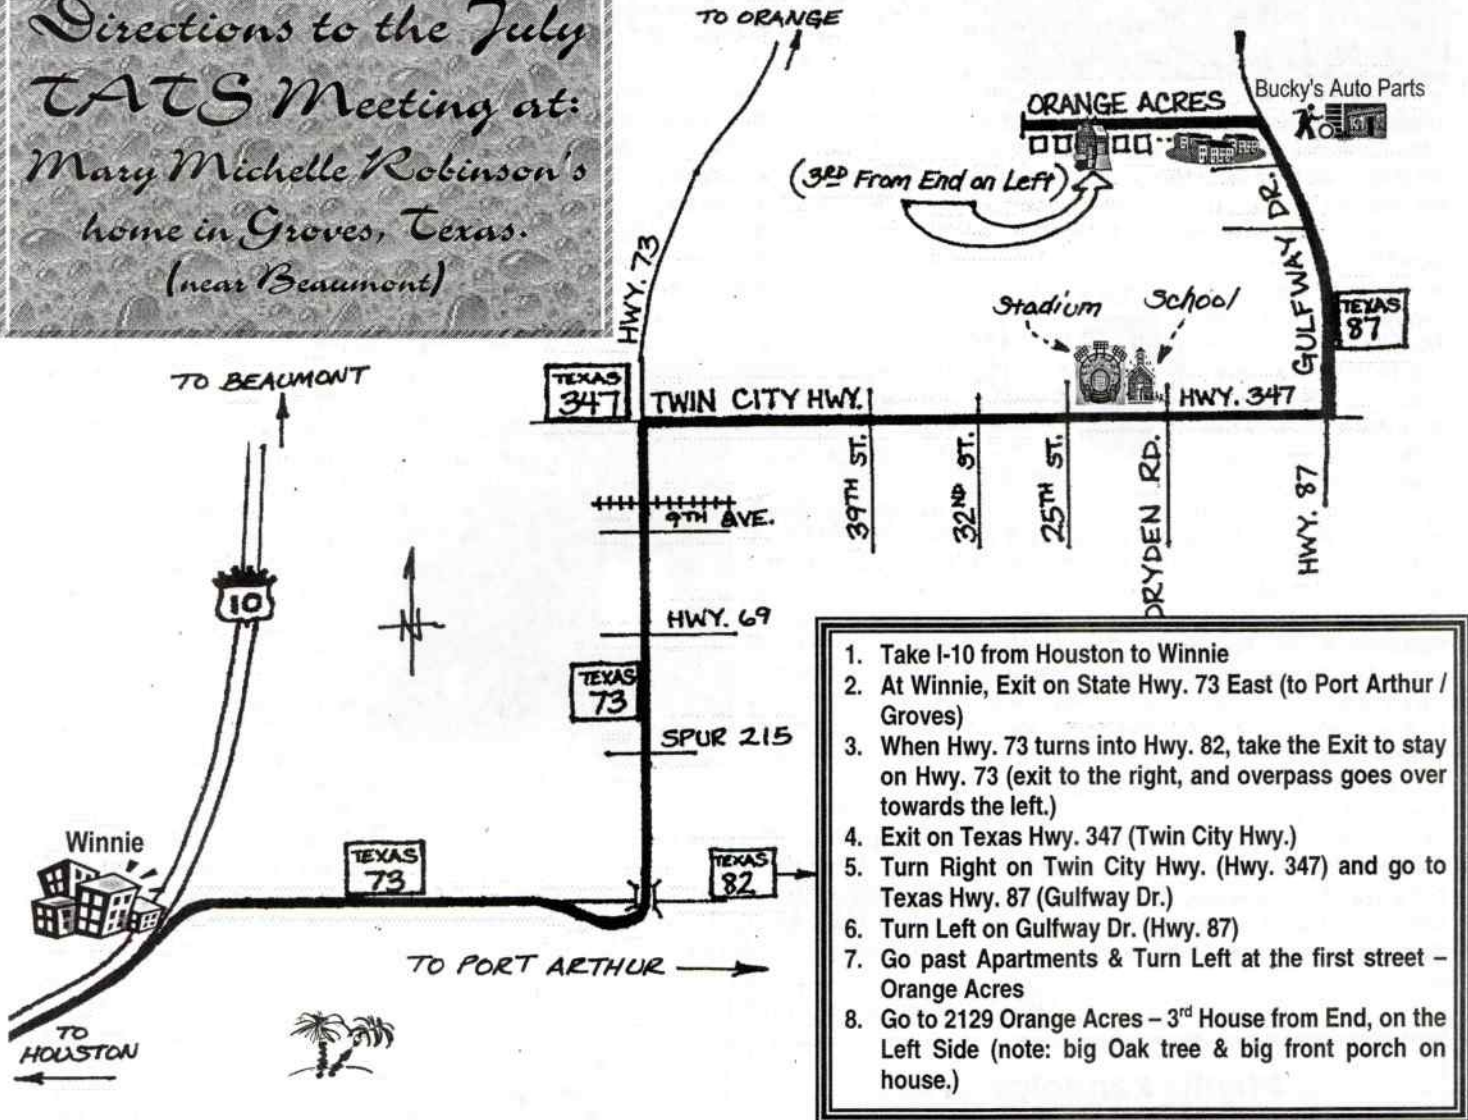 Directions to the July
TATS Meeting at:
Mary Michelle Robinson's
home in Groves, Texas.
(near Beaumont)
TO ORANGE
HWY. 73
ORANGE ACRES
Bucky's Auto Parts
(3RD From End on Left)
GULFWAY DR.
TEXAS
87
Stadium
School
TO BEAUMONT
TEXAS
347
TWIN CITY HWY.
HWY. 347
39TH ST.
32ND ST.
25TH ST.
DRYDEN RD.
HWY. 87
9TH AVE.
10
N
HWY. 69
TEXAS
73
SPUR 215
Winnie
TEXAS
73
TEXAS
82
TO PORT ARTHUR
TO
HOUSTON
1. Take I-10 from Houston to Winnie
2. At Winnie, Exit on State Hwy. 73 East (to Port Arthur /
Groves)
3. When Hwy. 73 turns into Hwy. 82, take the Exit to stay
on Hwy. 73 (exit to the right, and overpass goes over
towards the left.)
4. Exit on Texas Hwy. 347 (Twin City Hwy.)
5. Turn Right on Twin City Hwy. (Hwy. 347) and go to
Texas Hwy. 87 (Gulfway Dr.)
6. Turn Left on Gulfway Dr. (Hwy. 87)
7. Go past Apartments & Turn Left at the first street –
Orange Acres
8. Go to 2129 Orange Acres – 3rd House from End, on the
Left Side (note: big Oak tree & big front porch on
house.)